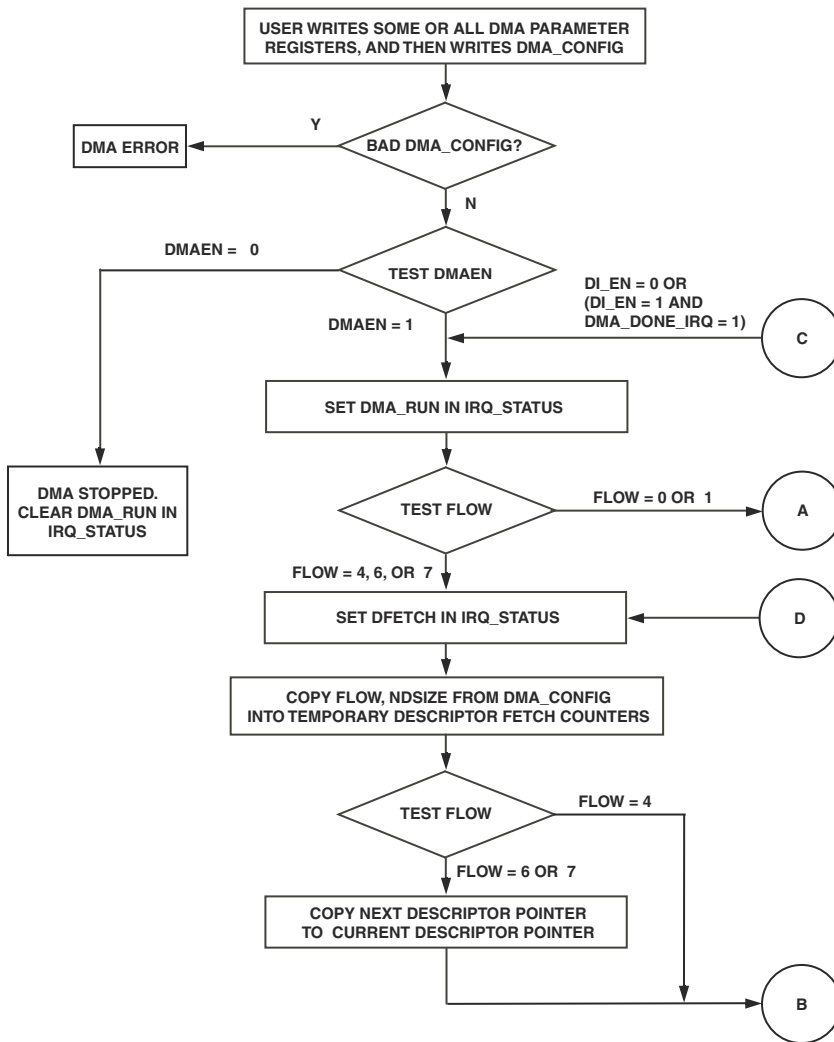 USER WRITES SOME OR ALL DMA PARAMETER
REGISTERS, AND THEN WRITES DMA_CONFIG
Y
DMA ERROR
BAD DMA_CONFIG?
N
DMAEN = 0
TEST DMAEN
DI_EN = 0 OR
(DI_EN = 1 AND
DMA_DONE_IRQ = 1)
DMAEN = 1
C
SET DMA_RUN IN IRQ_STATUS
DMA STOPPED.
CLEAR DMA_RUN IN
IRQ_STATUS
TEST FLOW
FLOW = 0 OR 1
A
FLOW = 4, 6, OR 7
SET DFETCH IN IRQ_STATUS
D
COPY FLOW, NDSIZE FROM DMA_CONFIG
INTO TEMPORARY DESCRIPTOR FETCH COUNTERS
TEST FLOW
FLOW = 4
FLOW = 6 OR 7
COPY NEXT DESCRIPTOR POINTER
TO CURRENT DESCRIPTOR POINTER
B